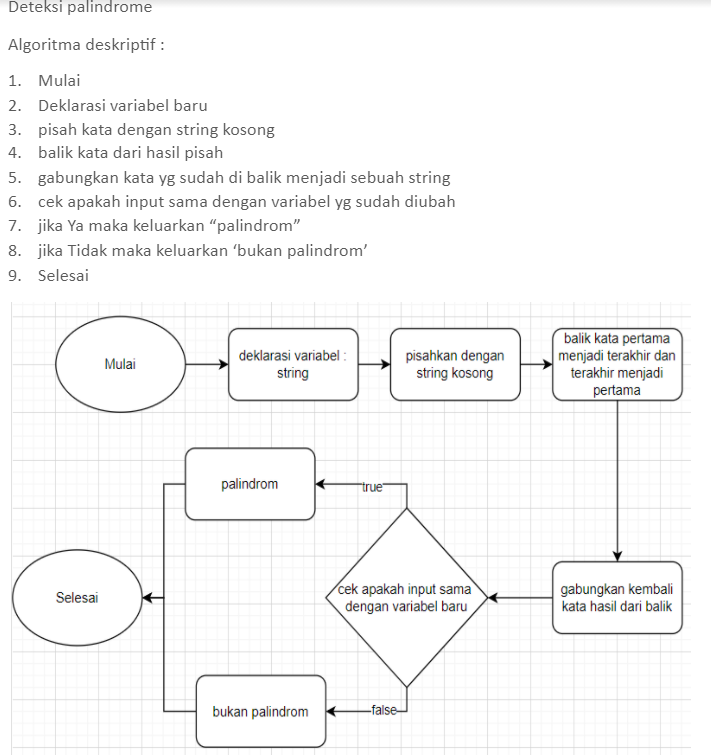 Deteksi palindrome
Algoritma deskriptif :
1. Mulai
2. Deklarasi variabel baru
3. pisah kata dengan string kosong
4. balik kata dari hasil pisah
5. gabungkan kata yg sudah di balik menjadi sebuah string
6. cek apakah input sama dengan variabel yg sudah diubah
7. jika Ya maka keluarkan “palindrom”
8. jika Tidak maka keluarkan ‘bukan palindrom’
9. Selesai
Mulai
deklarasi variabel :
string
pisahkan dengan
string kosong
balik kata pertama
menjadi terakhir dan
terakhir menjadi
pertama
gabungkan kembali
kata hasil dari balik
cek apakah input sama
dengan variabel baru
true
palindrom
false
bukan palindrom
Selesai